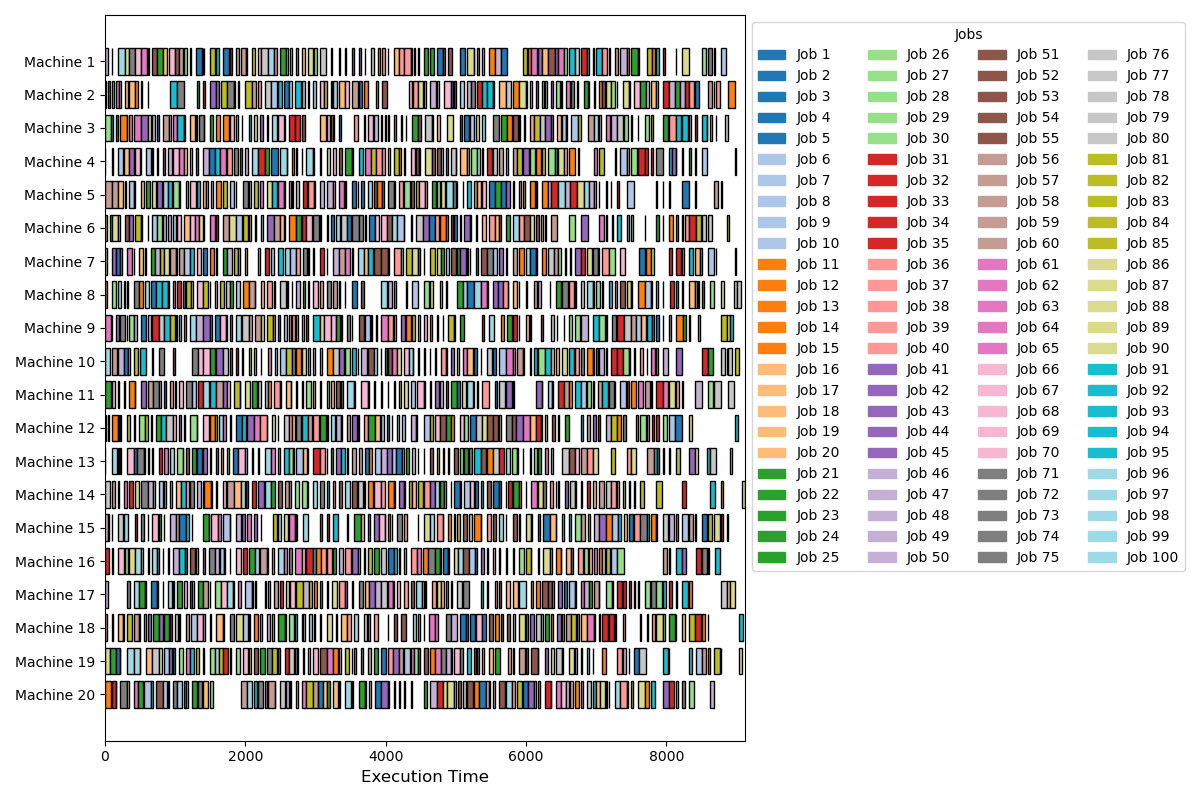 Machine 1
Machine 2
Machine 3
Machine 4
Machine 5
Machine 6
Machine 7
Machine 8
Machine 9
Machine 10
Machine 11
Machine 12
Machine 13
Machine 14
Machine 15
Machine 16
Machine 17
Machine 18
Machine 19
Machine 20
0 2000 4000 6000 8000
Execution Time
Jobs
Job 1 Job 26 Job 51 Job 76
Job 2 Job 27 Job 52 Job 77
Job 3 Job 28 Job 53 Job 78
Job 4 Job 29 Job 54 Job 79
Job 5 Job 30 Job 55 Job 80
Job 6 Job 31 Job 56 Job 81
Job 7 Job 32 Job 57 Job 82
Job 8 Job 33 Job 58 Job 83
Job 9 Job 34 Job 59 Job 84
Job 10 Job 35 Job 60 Job 85
Job 11 Job 36 Job 61 Job 86
Job 12 Job 37 Job 62 Job 87
Job 13 Job 38 Job 63 Job 88
Job 14 Job 39 Job 64 Job 89
Job 15 Job 40 Job 65 Job 90
Job 16 Job 41 Job 66 Job 91
Job 17 Job 42 Job 67 Job 92
Job 18 Job 43 Job 68 Job 93
Job 19 Job 44 Job 69 Job 94
Job 20 Job 45 Job 70 Job 95
Job 21 Job 46 Job 71 Job 96
Job 22 Job 47 Job 72 Job 97
Job 23 Job 48 Job 73 Job 98
Job 24 Job 49 Job 74 Job 99
Job 25 Job 50 Job 75 Job 100